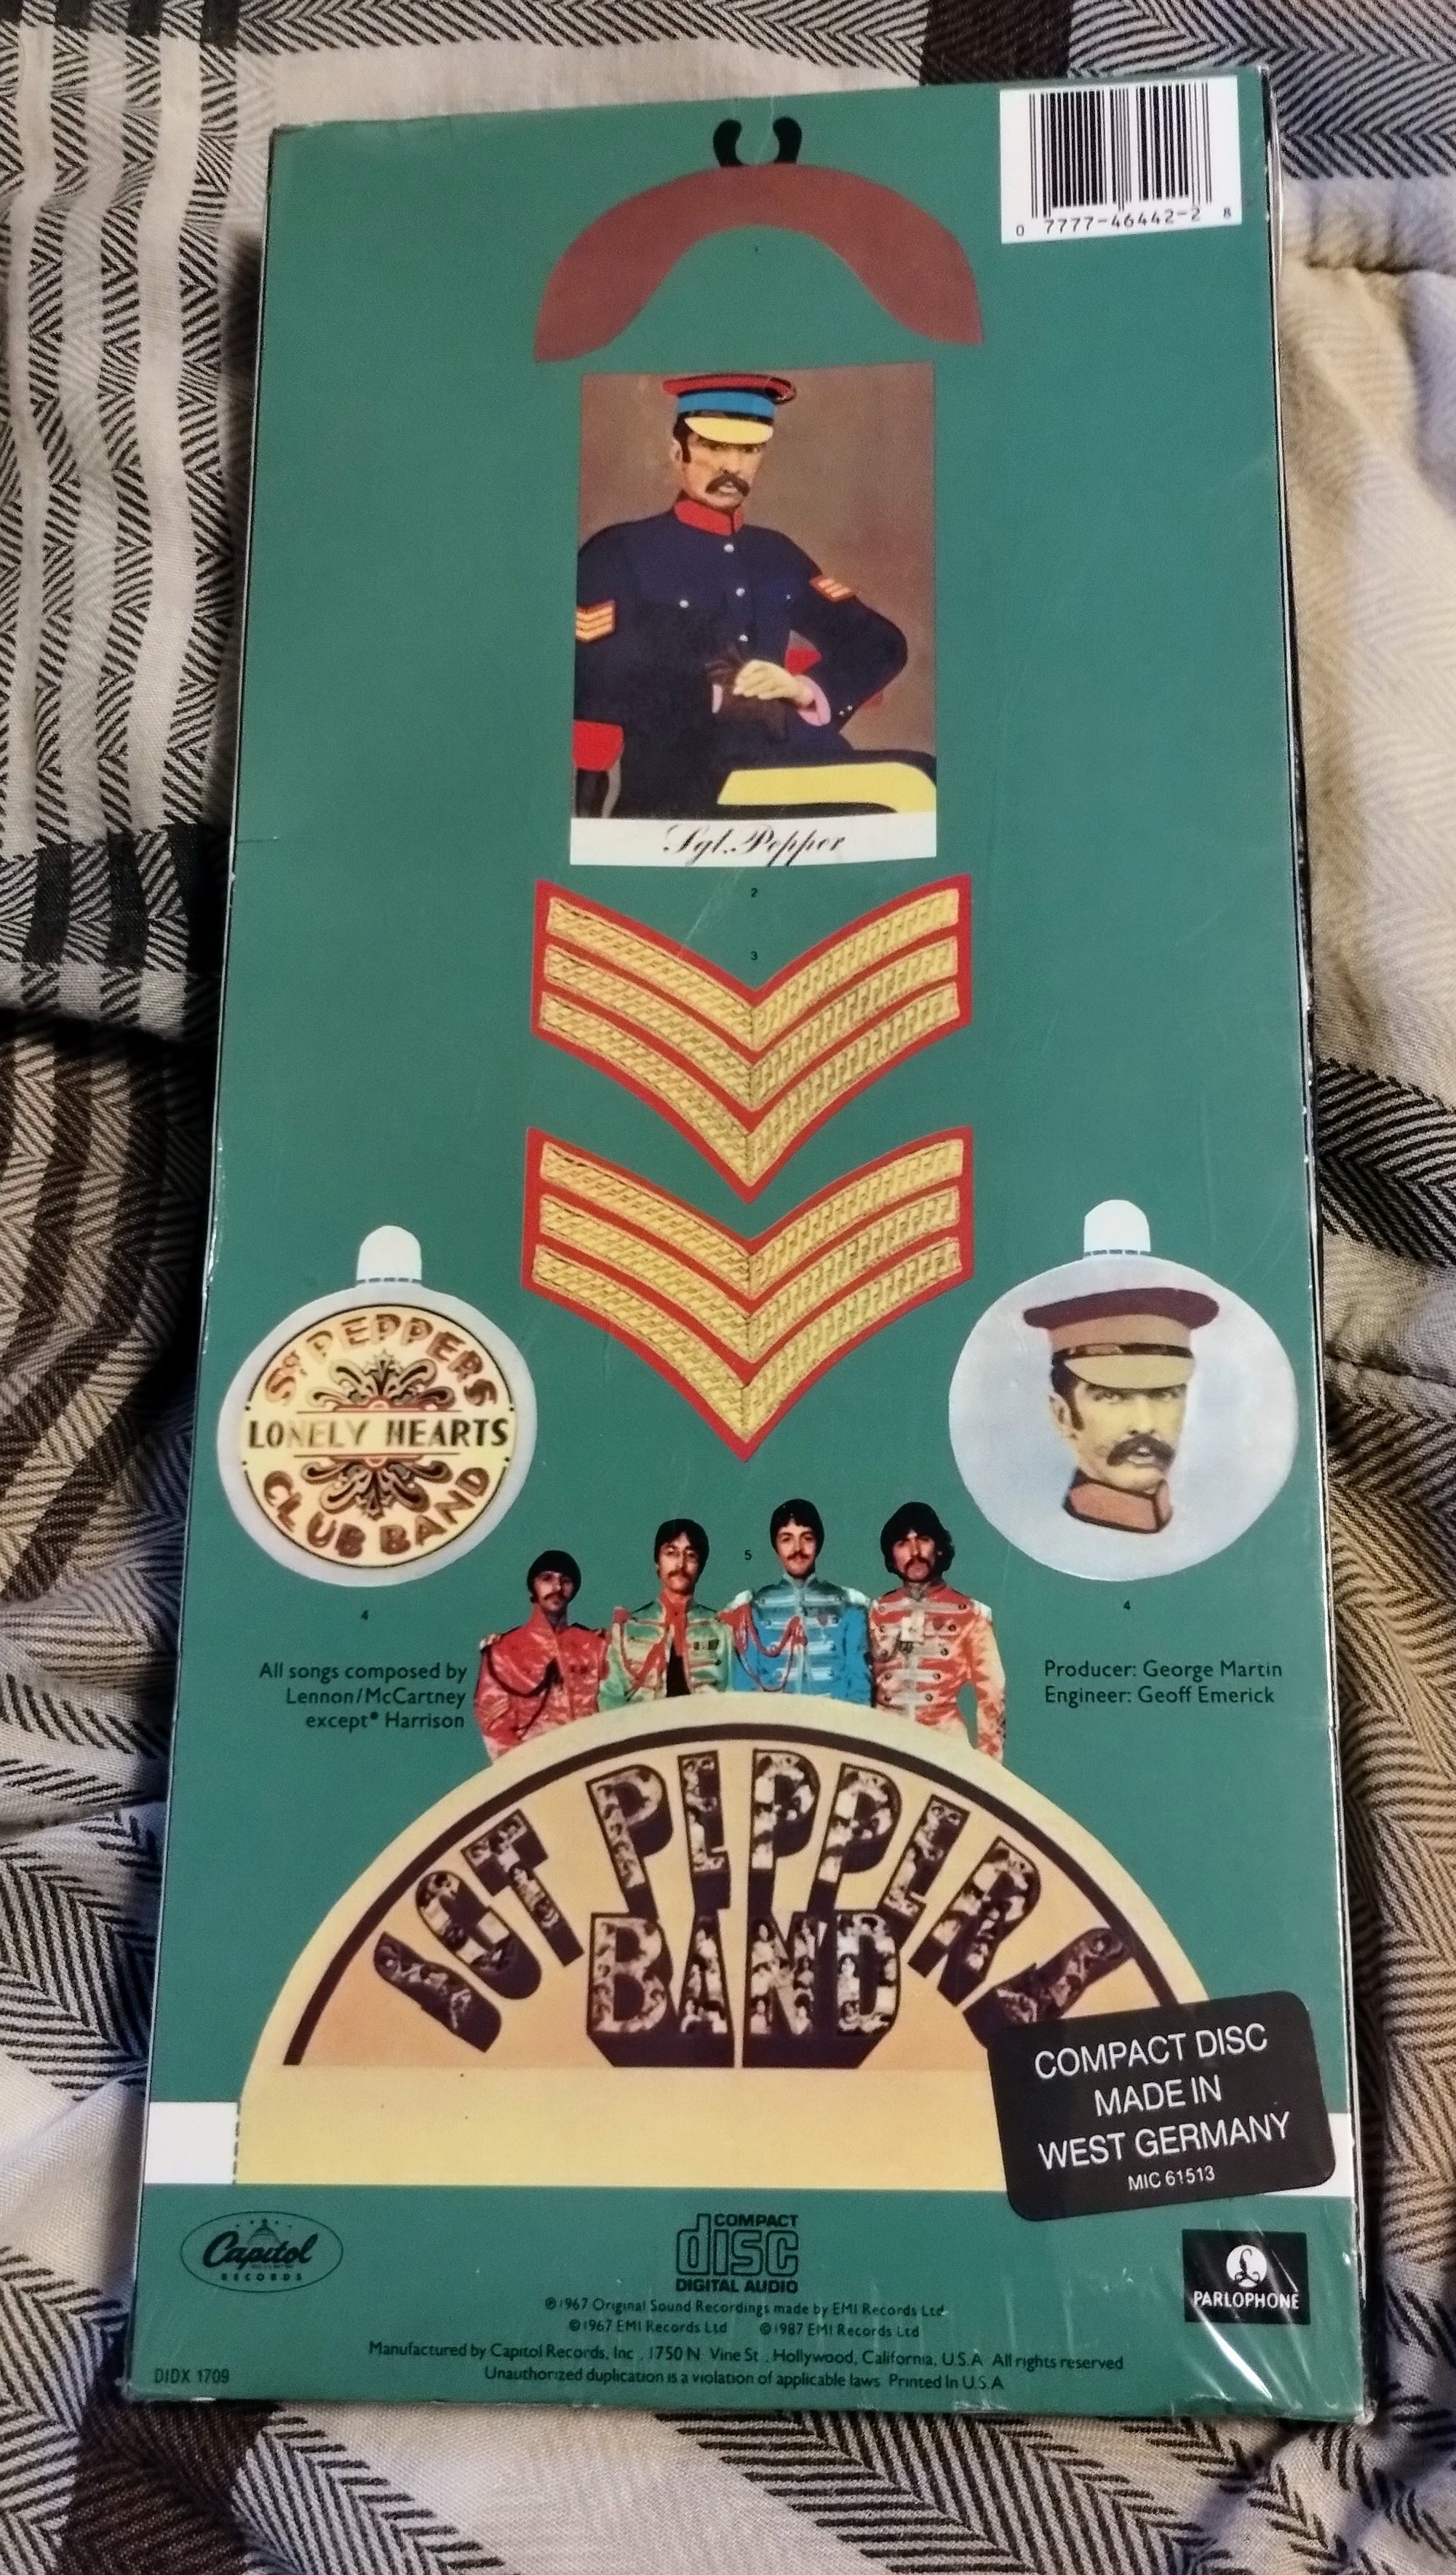 0 7777-46442-2 8
1
Sgt. Pepper
2
3
SGT PEPPERS
LONELY HEARTS
CLUB BAND
5
4
4
All songs composed by
Lennon/McCartney
except* Harrison
Producer: George Martin
Engineer: Geoff Emerick
SGT PEPPERS
BAND
COMPACT DISC
MADE IN
WEST GERMANY
MIC 61513
Capitol
RECORDS
COMPACT
disc
DIGITAL AUDIO
PARLOPHONE
℗1967 Original Sound Recordings made by EMI Records Ltd.
©1967 EMI Records Ltd ©1987 EMI Records Ltd
Manufactured by Capitol Records, Inc., 1750 N. Vine St., Hollywood, California, U.S.A. All rights reserved
Unauthorized duplication is a violation of applicable laws. Printed In U.S.A.
DIDX 1709